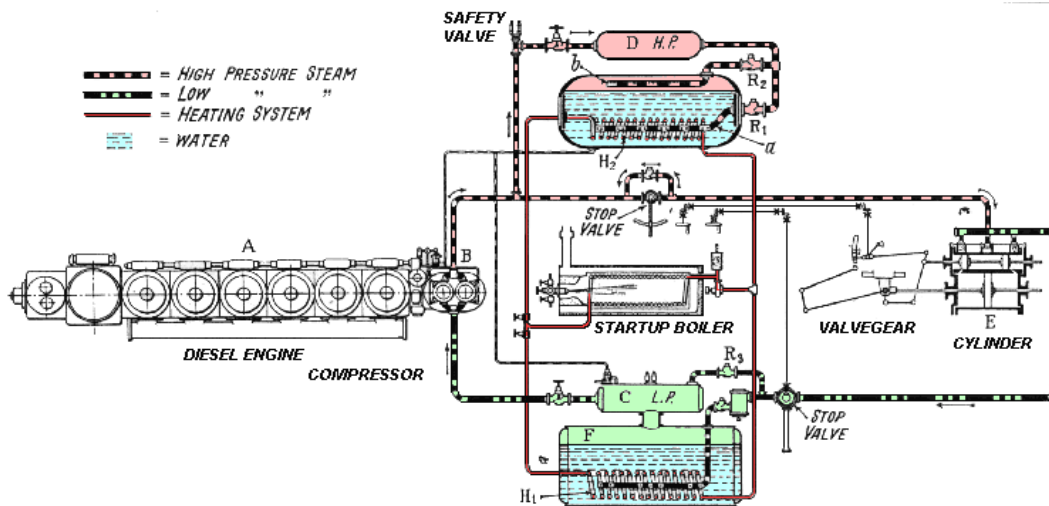 SAFETY
VALVE
= HIGH PRESSURE STEAM
= LOW " "
= HEATING SYSTEM
= WATER
D H.P.
b
R2
R1
a
H2
STOP
VALVE
A
B
STARTUP BOILER
VALVEGEAR
E
CYLINDER
DIESEL ENGINE
COMPRESSOR
R3
C L.P.
STOP
VALVE
F
H1